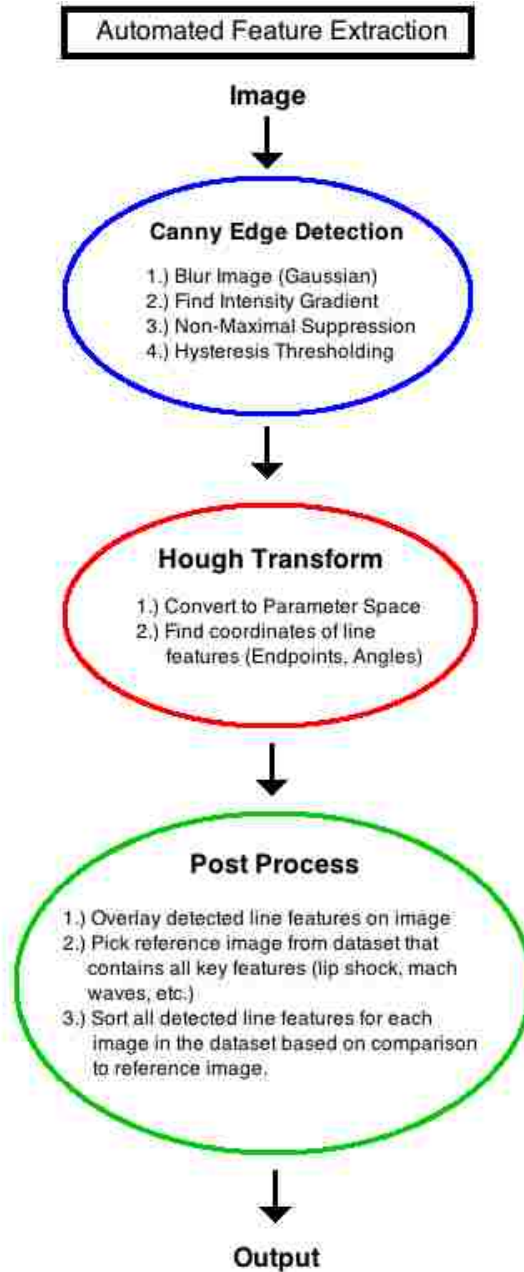 Automated Feature Extraction
Image
Canny Edge Detection
1.) Blur Image (Gaussian)
2.) Find Intensity Gradient
3.) Non-Maximal Suppression
4.) Hysteresis Thresholding
Hough Transform
1.) Convert to Parameter Space
2.) Find coordinates of line
features (Endpoints, Angles)
Post Process
1.) Overlay detected line features on image
2.) Pick reference image from dataset that
contains all key features (lip shock, mach
waves, etc.)
3.) Sort all detected line features for each
image in the dataset based on comparison
to reference image.
Output